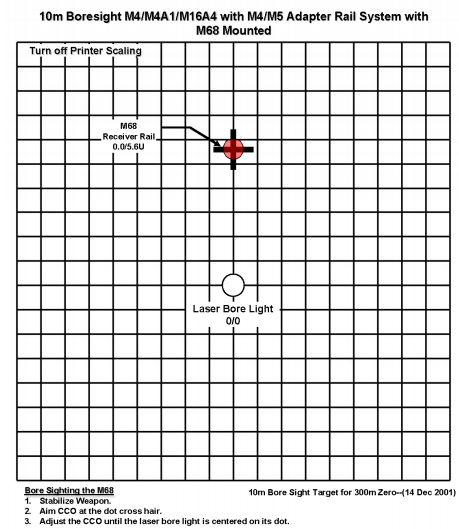 10m Boresight M4/M4A1/M16A4 with M4/M5 Adapter Rail System with
M68 Mounted
Turn off Printer Scaling
M68
Receiver Rail
0.0/5.6U
Laser Bore Light
0/0
Bore Sighting the M68
1. Stabilize Weapon.
2. Aim CCO at the dot cross hair.
3. Adjust the CCO until the laser bore light is centered on its dot.
10m Bore Sight Target for 300m Zero--(14 Dec 2001)